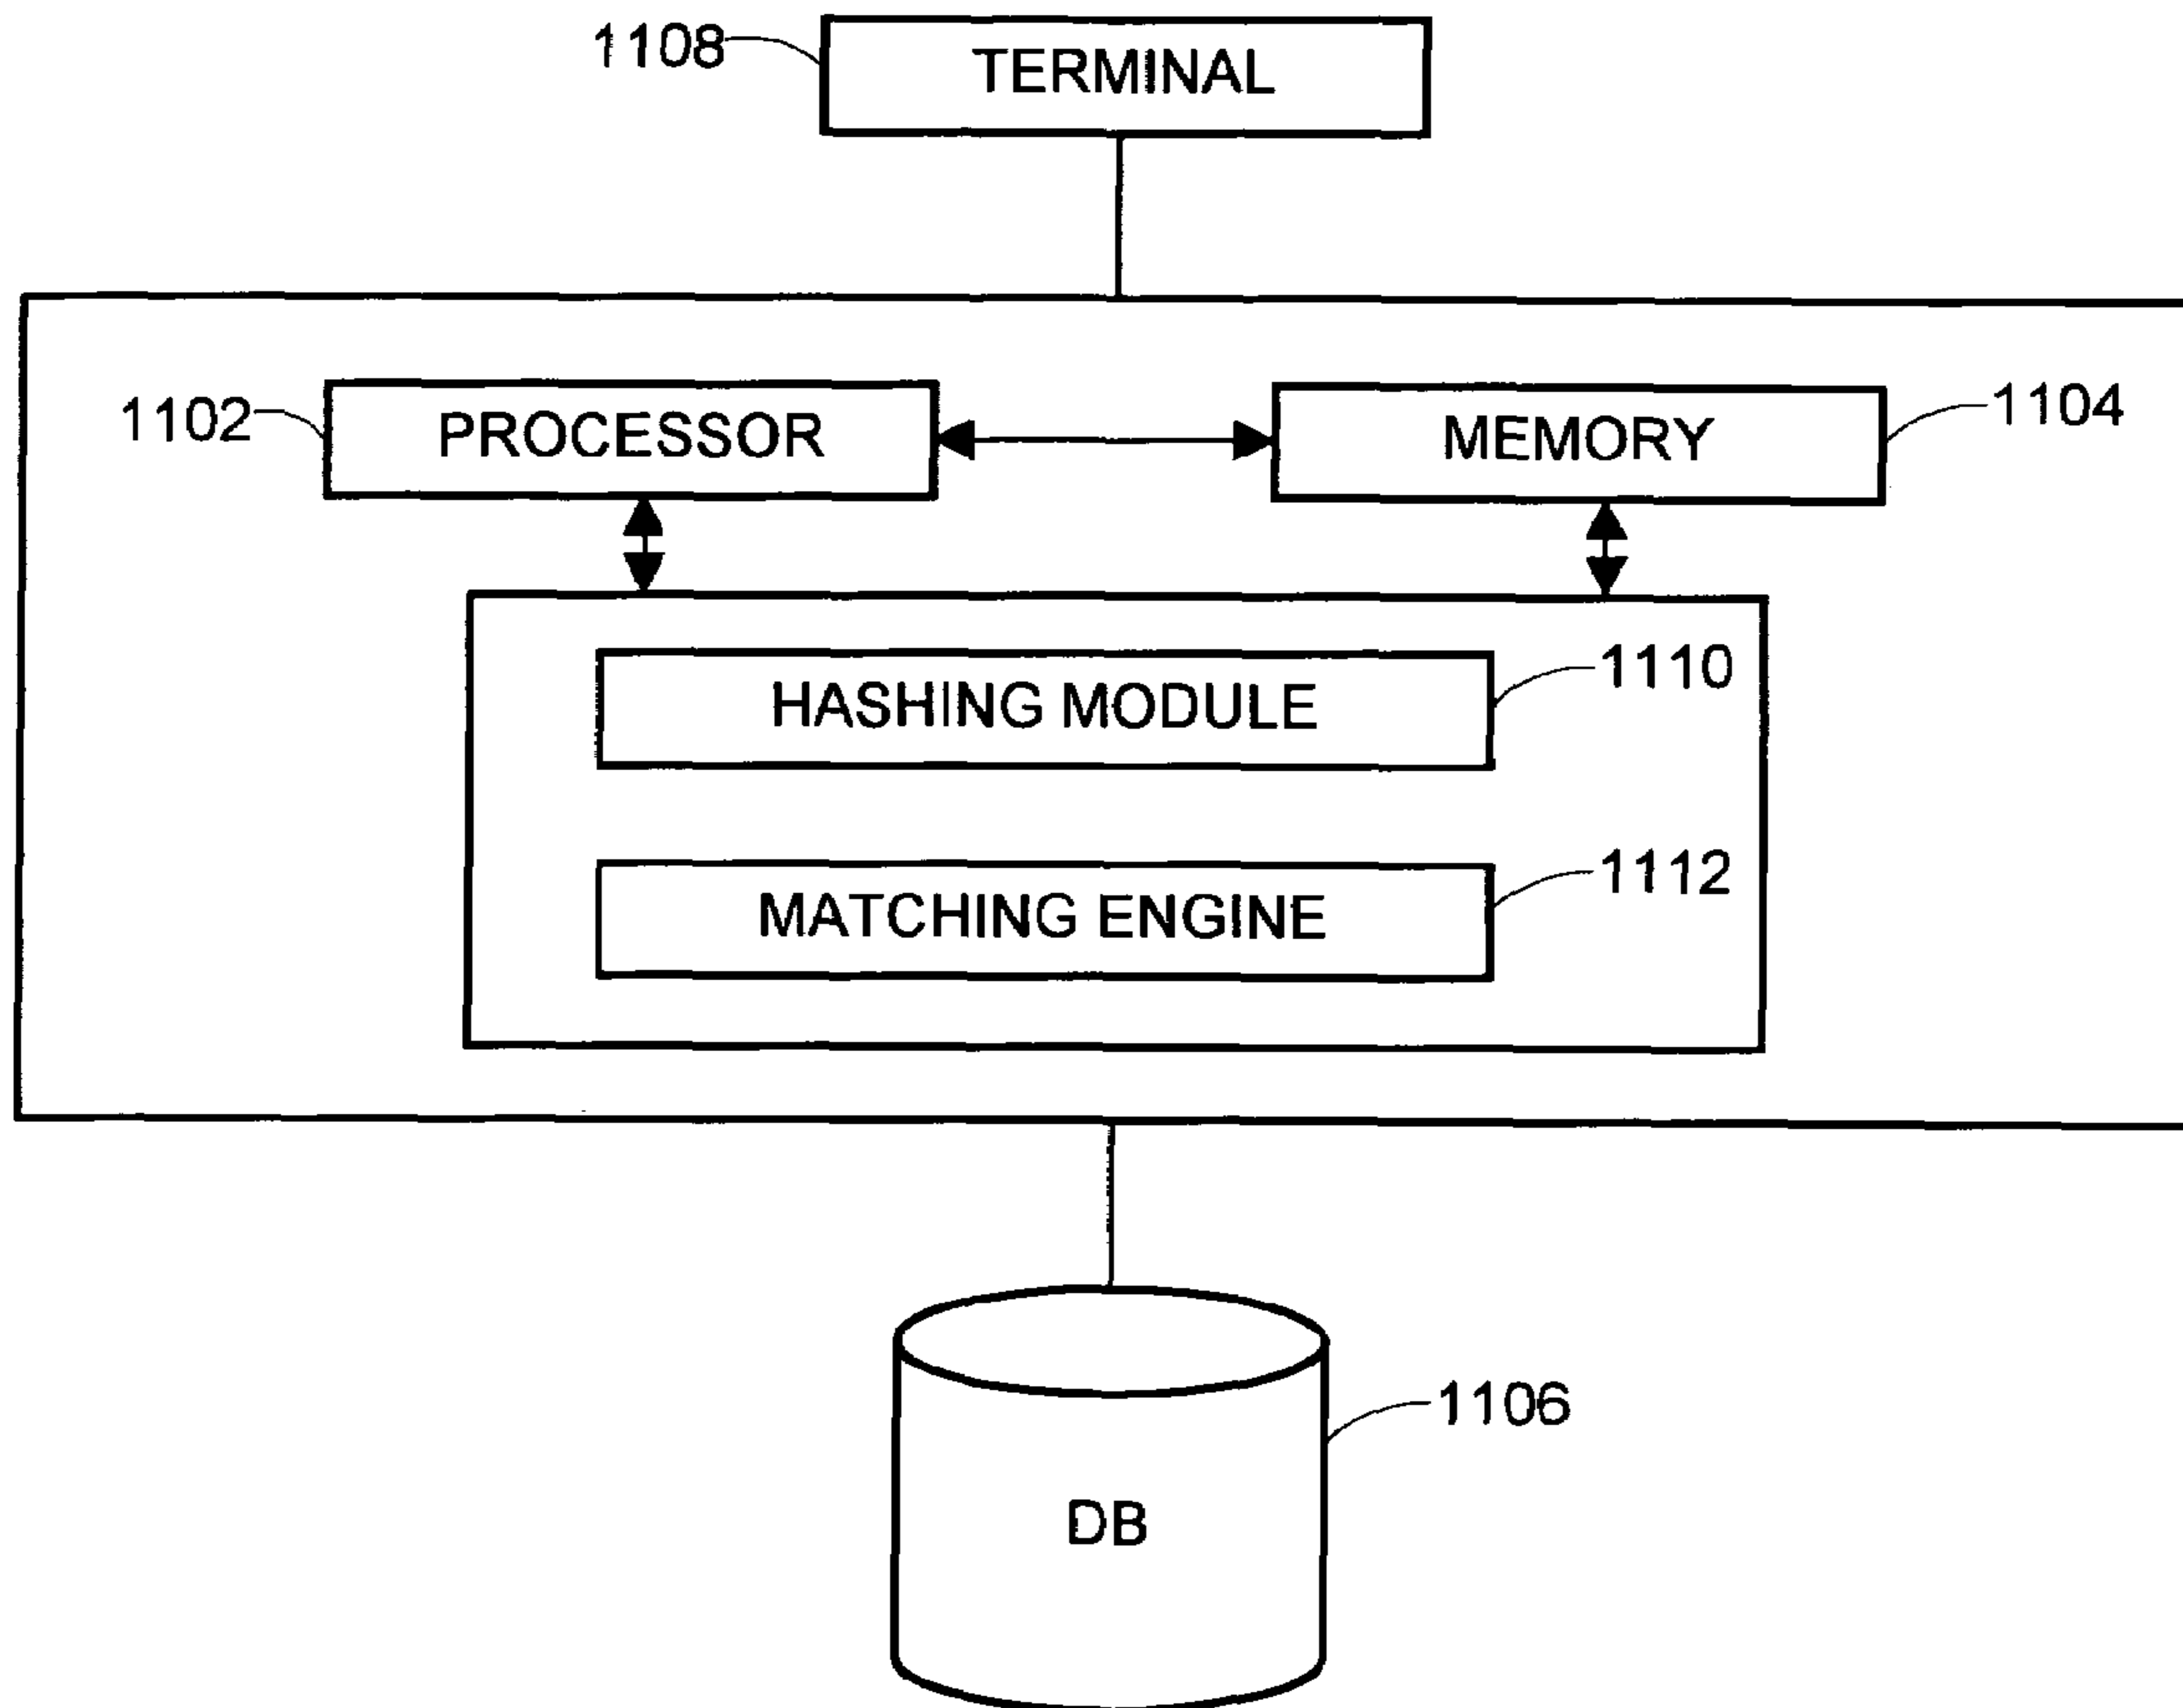 1108
TERMINAL
1102
PROCESSOR
MEMORY
1104
HASHING MODULE
1110
MATCHING ENGINE
1112
DB
1106